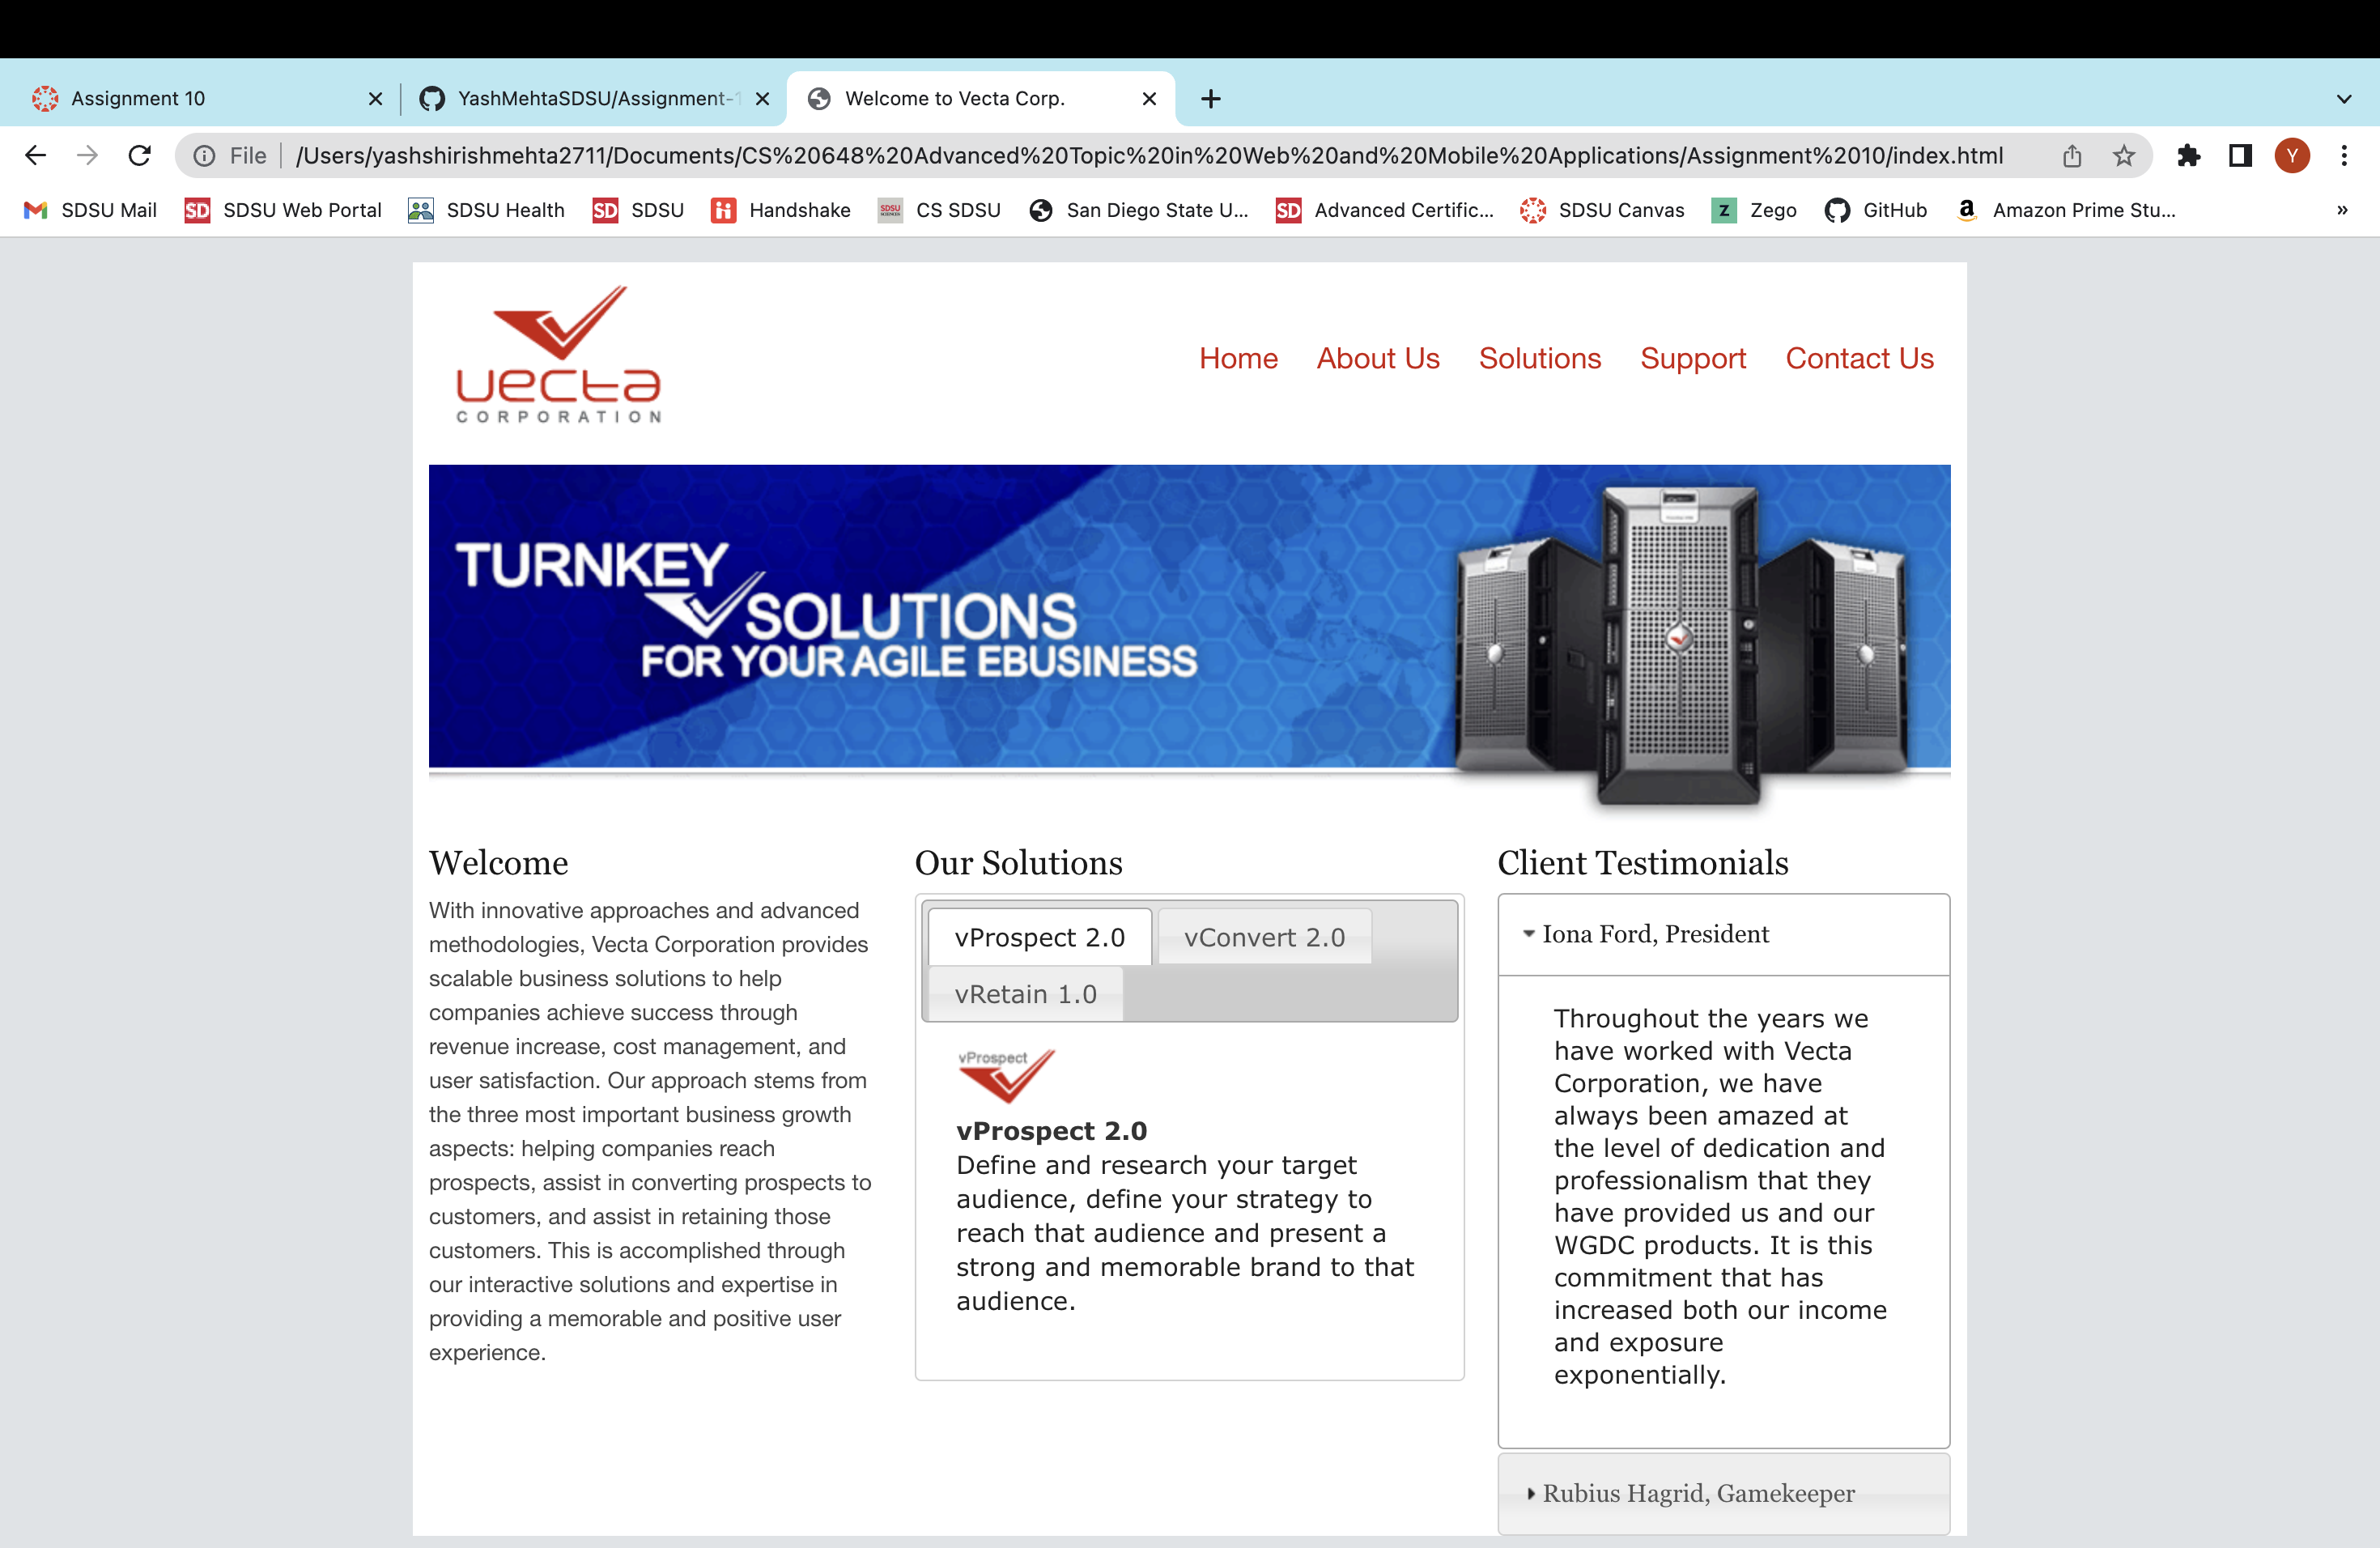 Assignment 10
YashMehtaSDSU/Assignment-1
Welcome to Vecta Corp.
File
/Users/yashshirishmehta2711/Documents/CS%20648%20Advanced%20Topic%20in%20Web%20and%20Mobile%20Applications/Assignment%2010/index.html
Y
SDSU Mail
SD
SDSU Web Portal
SDSU Health
SD
SDSU
Handshake
CS SDSU
San Diego State U...
SD
Advanced Certific...
SDSU Canvas
Z
Zego
GitHub
a
Amazon Prime Stu...
»
vecta
CORPORATION
Home
About Us
Solutions
Support
Contact Us
TURNKEY
SOLUTIONS
FOR YOUR AGILE EBUSINESS
Welcome
With innovative approaches and advanced
methodologies, Vecta Corporation provides
scalable business solutions to help
companies achieve success through
revenue increase, cost management, and
user satisfaction. Our approach stems from
the three most important business growth
aspects: helping companies reach
prospects, assist in converting prospects to
customers, and assist in retaining those
customers. This is accomplished through
our interactive solutions and expertise in
providing a memorable and positive user
experience.
Our Solutions
vProspect 2.0
vConvert 2.0
vRetain 1.0
vProspect
vProspect 2.0
Define and research your target
audience, define your strategy to
reach that audience and present a
strong and memorable brand to that
audience.
Client Testimonials
Iona Ford, President
Throughout the years we
have worked with Vecta
Corporation, we have
always been amazed at
the level of dedication and
professionalism that they
have provided us and our
WGDC products. It is this
commitment that has
increased both our income
and exposure
exponentially.
Rubius Hagrid, Gamekeeper